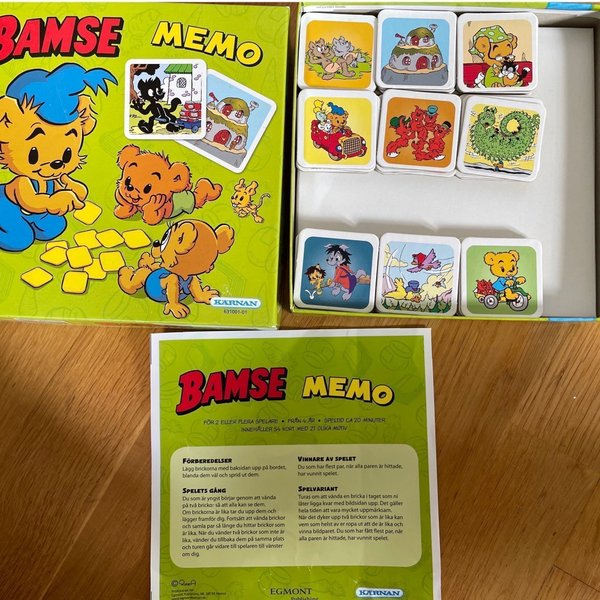 BAMSE MEMO
KÄRNAN
631001-01
BAMSE MEMO
FÖR 2 ELLER FLERA SPELARE • FRÅN 4 ÅR • SPELTID CA 20 MINUTER
INNEHÅLLER 54 KORT MED 27 OLIKA MOTIV
FÖRBEREDELSER
Lägg brickorna med baksidan upp på bordet,
blanda dem väl och sprid ut dem.
SPELETS GÅNG
Du som är yngst börjar genom att vända
på två brickor så att alla kan se dem.
Om brickorna är lika tar du upp dem och
lägger framför dig. Fortsätt att vända brickor
och samla par så länge du hittar brickor som
är lika. När du vänder två brickor som inte är
lika, vänder du tillbaka dem på samma plats
och turen går vidare till spelaren till vänster
om dig.
VINNARE AV SPELET
Du som har flest par, när alla paren är hittade,
har vunnit spelet.
SPELVARIANT
Turas om att vända en bricka i taget som ni
låter ligga kvar med bildsidan upp. Det gäller
hela tiden att vara mycket uppmärksam.
När det dyker upp två brickor som är lika kan
vem som helst av er ropa ut att de är lika och
vinna bildparet. Du som har flest par, när alla
paren är hittade, har vunnit spelet.
EGMONT
Publishing
KÄRNAN